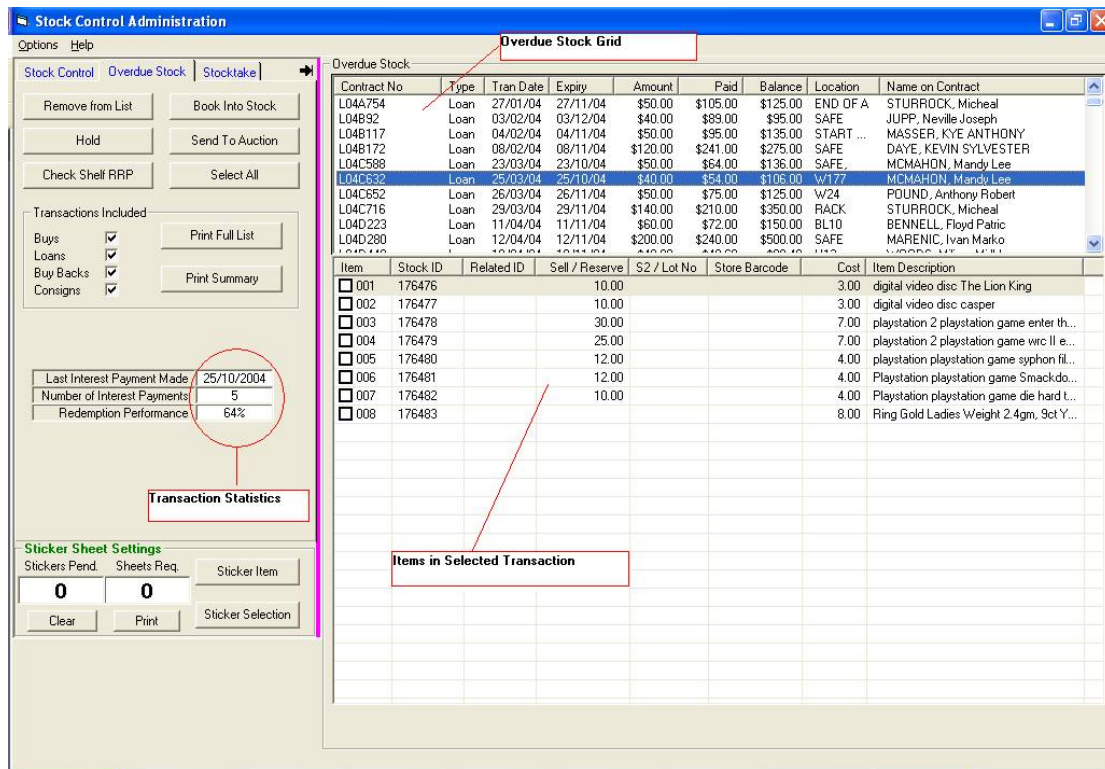 Stock Control Administration
Options Help
Overdue Stock Grid
Stock Control Overdue Stock Stocktake
Remove from List Book Into Stock
Hold Send To Auction
Check Shelf RRP Select All
Transactions Included
Buys
Loans
Buy Backs
Consigns
Print Full List
Print Summary
Last Interest Payment Made 25/10/2004
Number of Interest Payments 5
Redemption Performance 64%
Transaction Statistics
Sticker Sheet Settings
Stickers Pend. Sheets Req. Sticker Item
0 0
Clear Print Sticker Selection
Overdue Stock
Contract No Type Tran Date Expiry Amount Paid Balance Location Name on Contract
L04A754 Loan 27/01/04 27/11/04 $50.00 $105.00 $125.00 END OF A STURROCK, Micheal
L04B92 Loan 03/02/04 03/12/04 $40.00 $89.00 $95.00 SAFE JUPP, Neville Joseph
L04B117 Loan 04/02/04 04/11/04 $50.00 $95.00 $135.00 START ... MASSER, KYE ANTHONY
L04B172 Loan 08/02/04 08/11/04 $120.00 $241.00 $275.00 SAFE DAYE, KEVIN SYLVESTER
L04C588 Loan 23/03/04 23/10/04 $50.00 $64.00 $136.00 SAFE, MCMAHON, Mandy Lee
L04C632 Loan 25/03/04 25/10/04 $40.00 $54.00 $106.00 W177 MCMAHON, Mandy Lee
L04C652 Loan 26/03/04 26/11/04 $50.00 $75.00 $125.00 W24 POUND, Anthony Robert
L04C716 Loan 29/03/04 29/11/04 $140.00 $210.00 $350.00 RACK STURROCK, Micheal
L04D223 Loan 11/04/04 11/11/04 $60.00 $72.00 $150.00 BL10 BENNELL, Floyd Patric
L04D280 Loan 12/04/04 12/11/04 $200.00 $240.00 $500.00 SAFE MARENIC, Ivan Marko
Item Stock ID Related ID Sell / Reserve S2 / Lot No Store Barcode Cost Item Description
001 176476 10.00 3.00 digital video disc The Lion King
002 176477 10.00 3.00 digital video disc casper
003 176478 30.00 7.00 playstation 2 playstation game enter th...
004 176479 25.00 7.00 playstation 2 playstation game wrc II e...
005 176480 12.00 4.00 playstation playstation game syphon fil...
006 176481 12.00 4.00 Playstation playstation game Smackdo...
007 176482 10.00 4.00 Playstation playstation game die hard t...
008 176483 8.00 Ring Gold Ladies Weight 2.4gm, 9ct Y...
Items in Selected Transaction